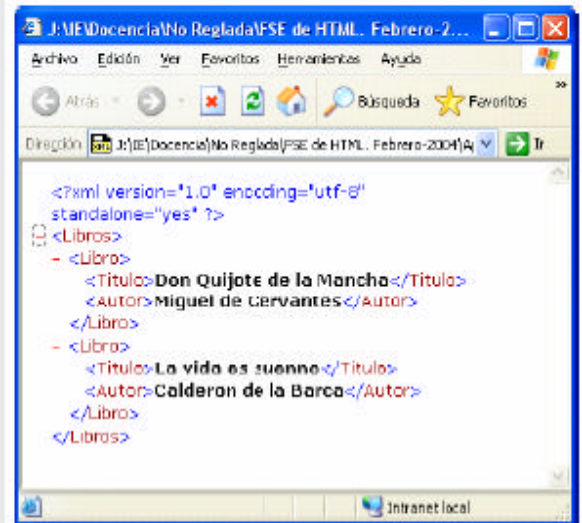 J:\IE\Docencia\No Reglada\FSE de HTML. Febrero-2...
Archivo Edición Ver Favoritos Herramientas Ayuda
Atrás Búsqueda Favoritos »
Dirección J:\IE\Docencia\No Reglada\FSE de HTML. Febrero-2004\A Ir
<?xml version="1.0" encoding="utf-8"
standalone="yes" ?>
- <Libros>
- <Libro>
<Titulo>Don Quijote de la Mancha</Titulo>
<Autor>Miguel de Cervantes</Autor>
</Libro>
- <Libro>
<Titulo>La vida es suenno</Titulo>
<Autor>Calderon de la Barca</Autor>
</Libro>
</Libros>
Intranet local